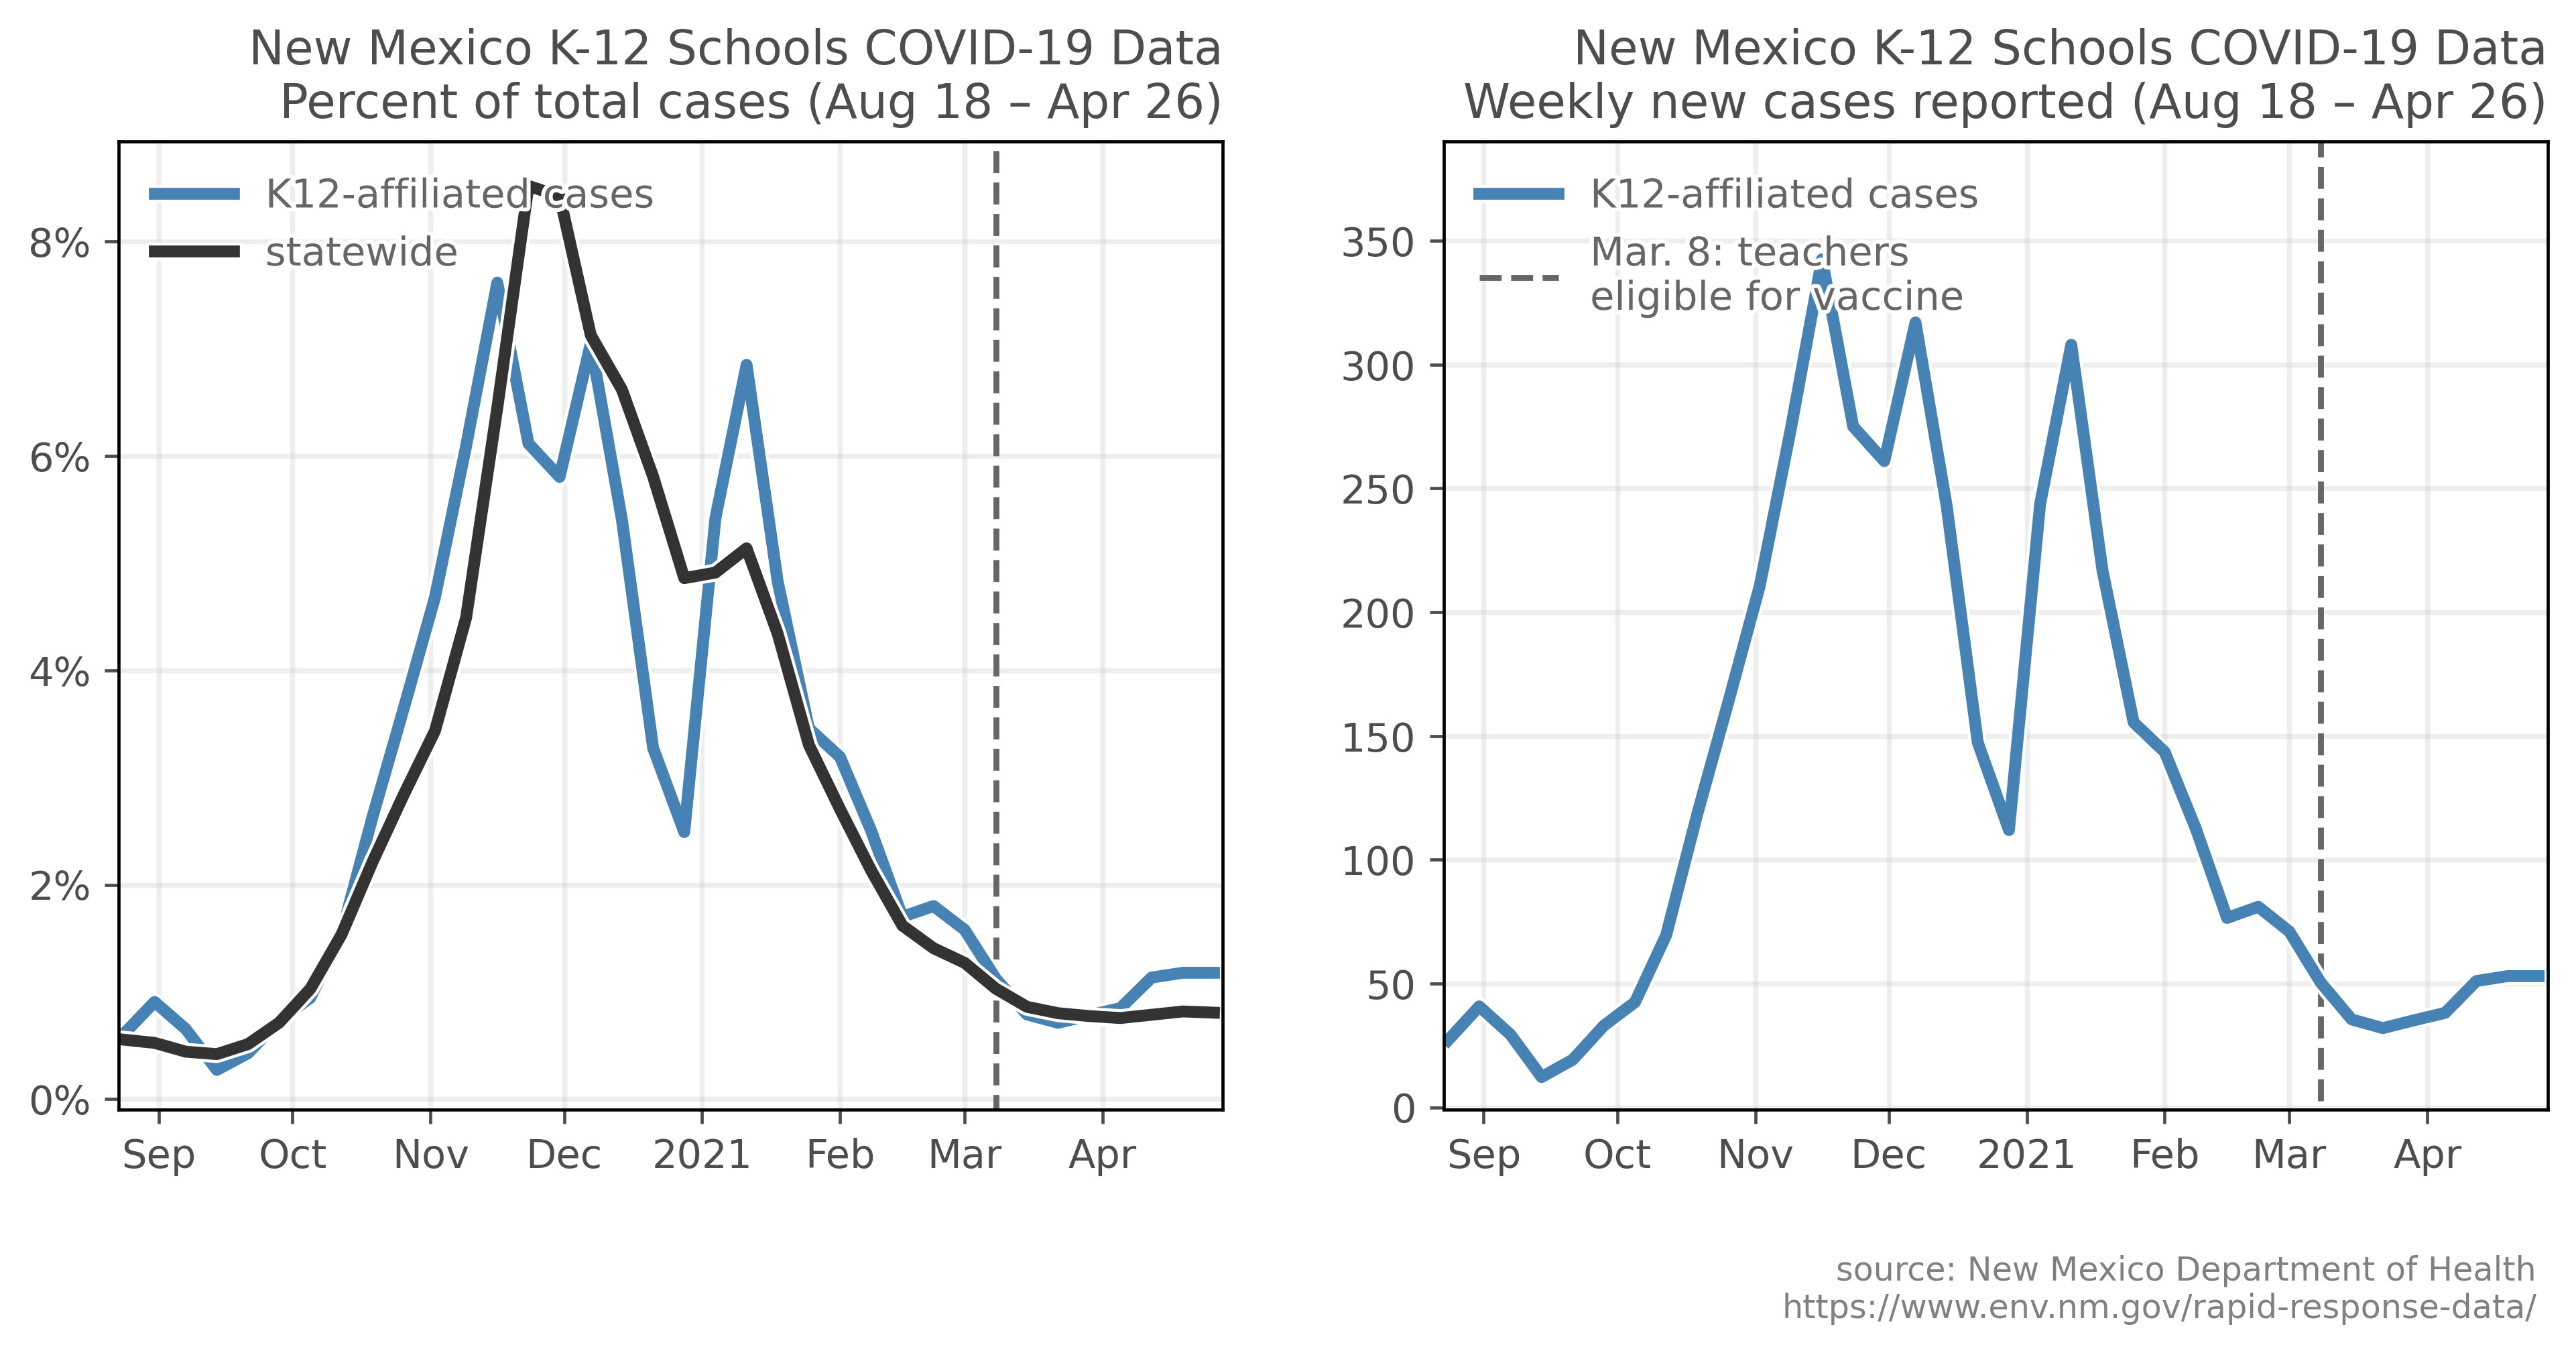 New Mexico K-12 Schools COVID-19 Data
Percent of total cases (Aug 18 – Apr 26)
K12-affiliated cases
statewide
8%
6%
4%
2%
0%
Sep Oct Nov Dec 2021 Feb Mar Apr
New Mexico K-12 Schools COVID-19 Data
Weekly new cases reported (Aug 18 – Apr 26)
K12-affiliated cases
Mar. 8: teachers
eligible for vaccine
350
300
250
200
150
100
50
0
Sep Oct Nov Dec 2021 Feb Mar Apr
source: New Mexico Department of Health
https://www.env.nm.gov/rapid-response-data/